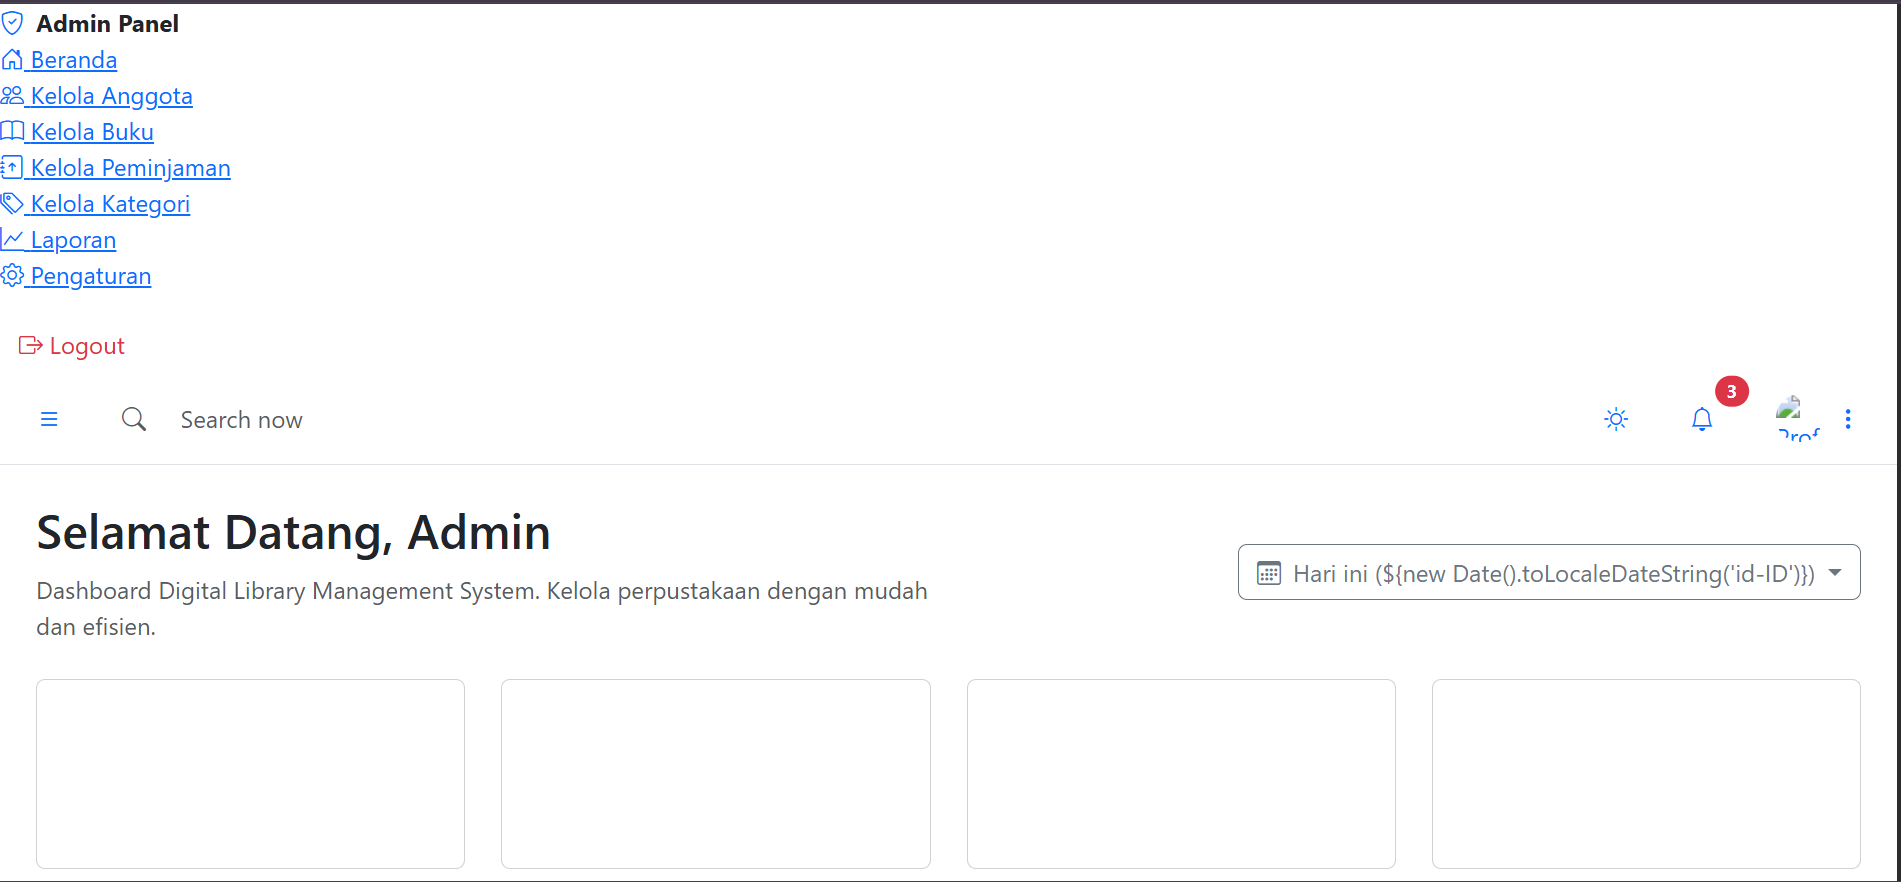 Admin Panel
Beranda
Kelola Anggota
Kelola Buku
Kelola Peminjaman
Kelola Kategori
Laporan
Pengaturan
Logout
Search now
3
Selamat Datang, Admin
Dashboard Digital Library Management System. Kelola perpustakaan dengan mudah
dan efisien.
Hari ini (${new Date().toLocaleDateString('id-ID')})